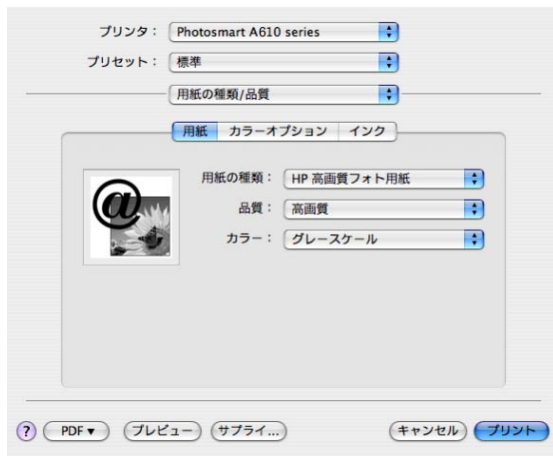 プリンタ： Photosmart A610 series
プリセット： 標準
用紙の種類/品質
用紙 カラーオプション インク
@
用紙の種類： HP 高画質フォト用紙
品質： 高画質
カラー： グレースケール
? PDF▼ プレビュー サプライ... キャンセル プリント